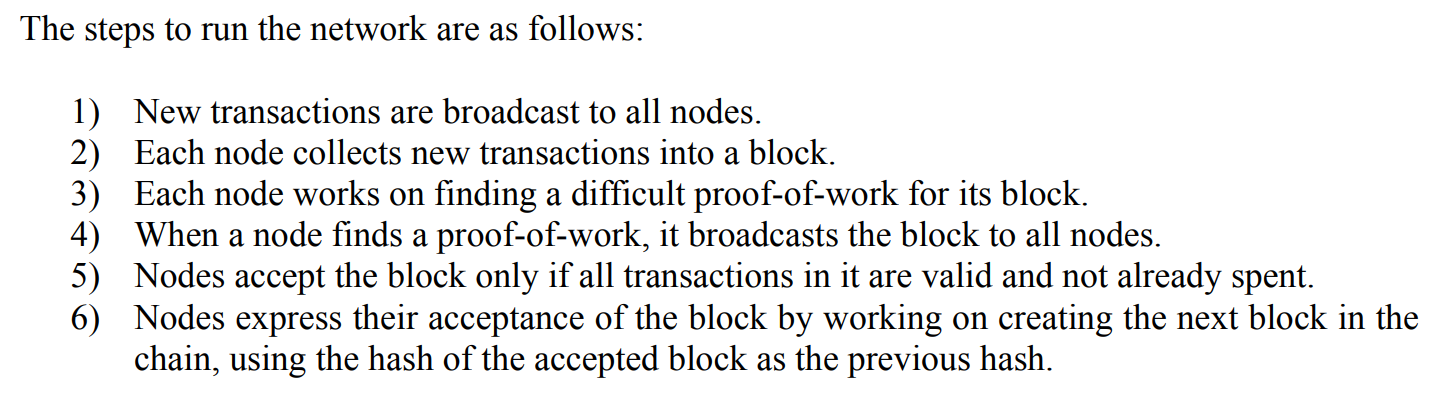 The steps to run the network are as follows:
1) New transactions are broadcast to all nodes.
2) Each node collects new transactions into a block.
3) Each node works on finding a difficult proof-of-work for its block.
4) When a node finds a proof-of-work, it broadcasts the block to all nodes.
5) Nodes accept the block only if all transactions in it are valid and not already spent.
6) Nodes express their acceptance of the block by working on creating the next block in the
chain, using the hash of the accepted block as the previous hash.